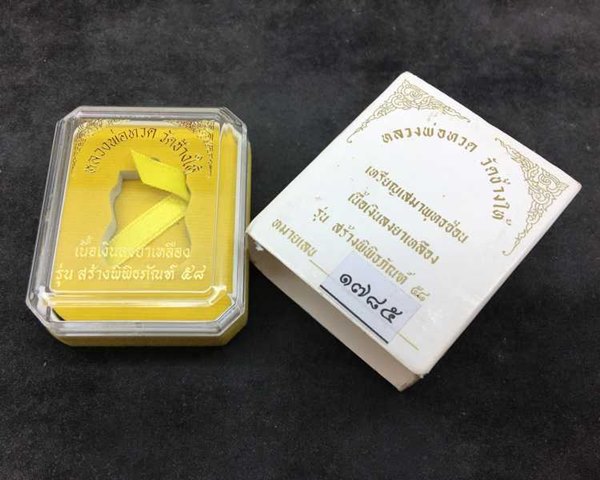 หลวงพ่อทวด วัดช้างให้
เนื้อเงินลงยาเหลือง
รุ่น สร้างพิพิธภัณฑ์ ๕๘
หลวงพ่อทวด วัดช้างให้
เหรียญเสมาพุทธซ้อน
เนื้อเงินลงยาเหลือง
รุ่น สร้างพิพิธภัณฑ์ ๕๘
หมายเลข
๑๗๘๕